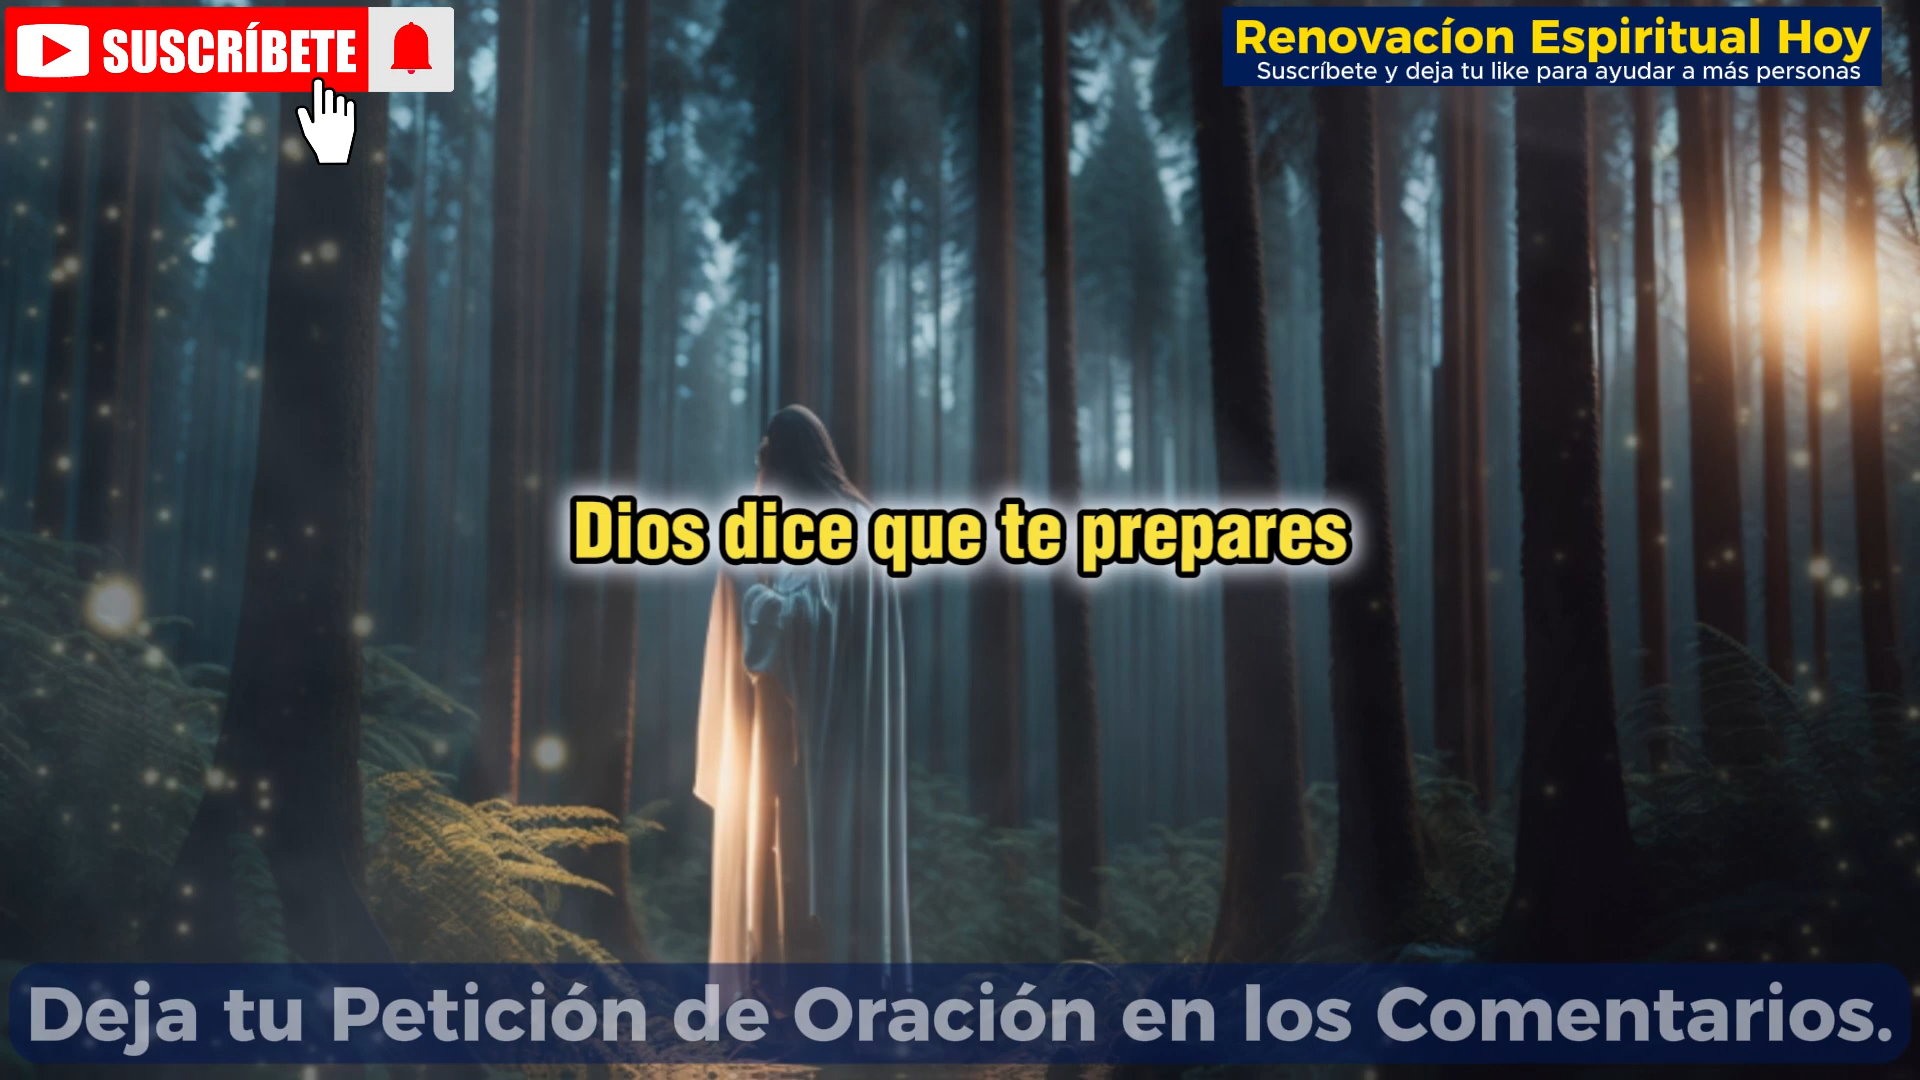 SUSCRÍBETE
Renovacíon Espiritual Hoy
Suscríbete y deja tu like para ayudar a más personas
Dios dice que te prepares
Deja tu Petición de Oración en los Comentarios.